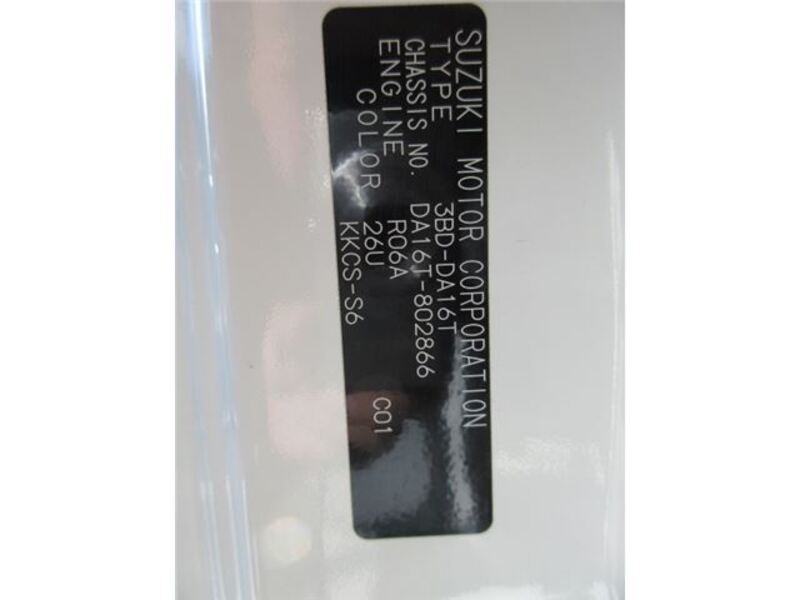 SUZUKI MOTOR CORPORATION
TYPE 3BD-DA16T
CHASSIS NO. DA16T-802866
ENGINE R06A
COLOR 26U C01
KKCS-S6